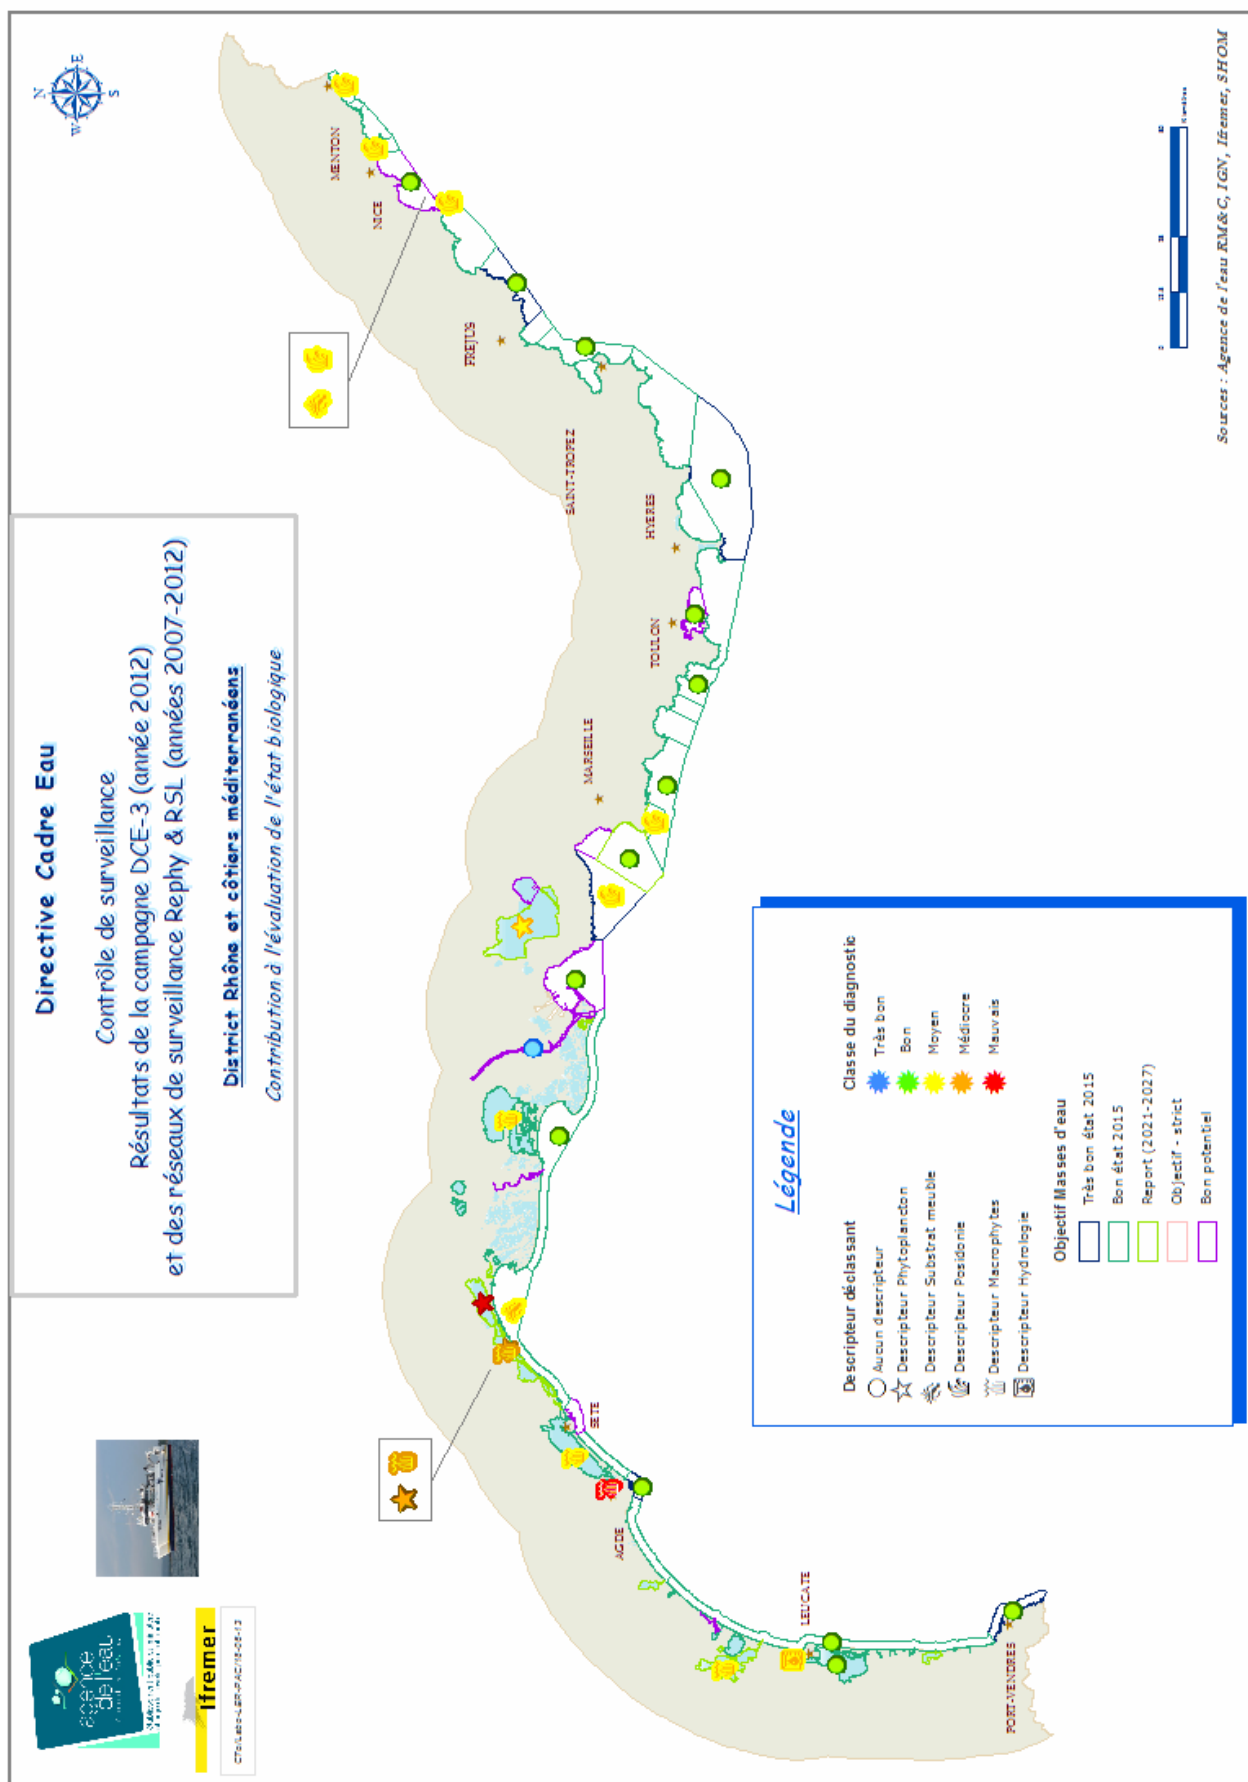 agence
de l'eau
Ifremer
Directive Cadre Eau
Contrôle de surveillance
Résultats de la campagne DCE-3 (année 2012)
et des réseaux de surveillance Rephy & RSL (années 2007-2012)
District Rhône et côtiers méditerranéens
Contribution à l'évaluation de l'état biologique
N
W
E
S
MENTON
NICE
FREJUS
SAINT-TROPEZ
HYERES
TOULON
MARSEILLE
SETE
AGDE
LEUCATE
PORT-VENDRES
Légende
Descripteur déclassant
Aucun descripteur
Descripteur Phytoplancton
Descripteur Substrat meuble
Descripteur Posidonie
Descripteur Macrophytes
Descripteur Hydrologie
Classe du diagnostic
Très bon
Bon
Moyen
Médiocre
Mauvais
Objectif Masses d'eau
Très bon état 2015
Bon état 2015
Report (2021-2027)
Objectif - strict
Bon potentiel
Sources : Agence de l'eau RM&C, IGN, Ifremer, SHOM